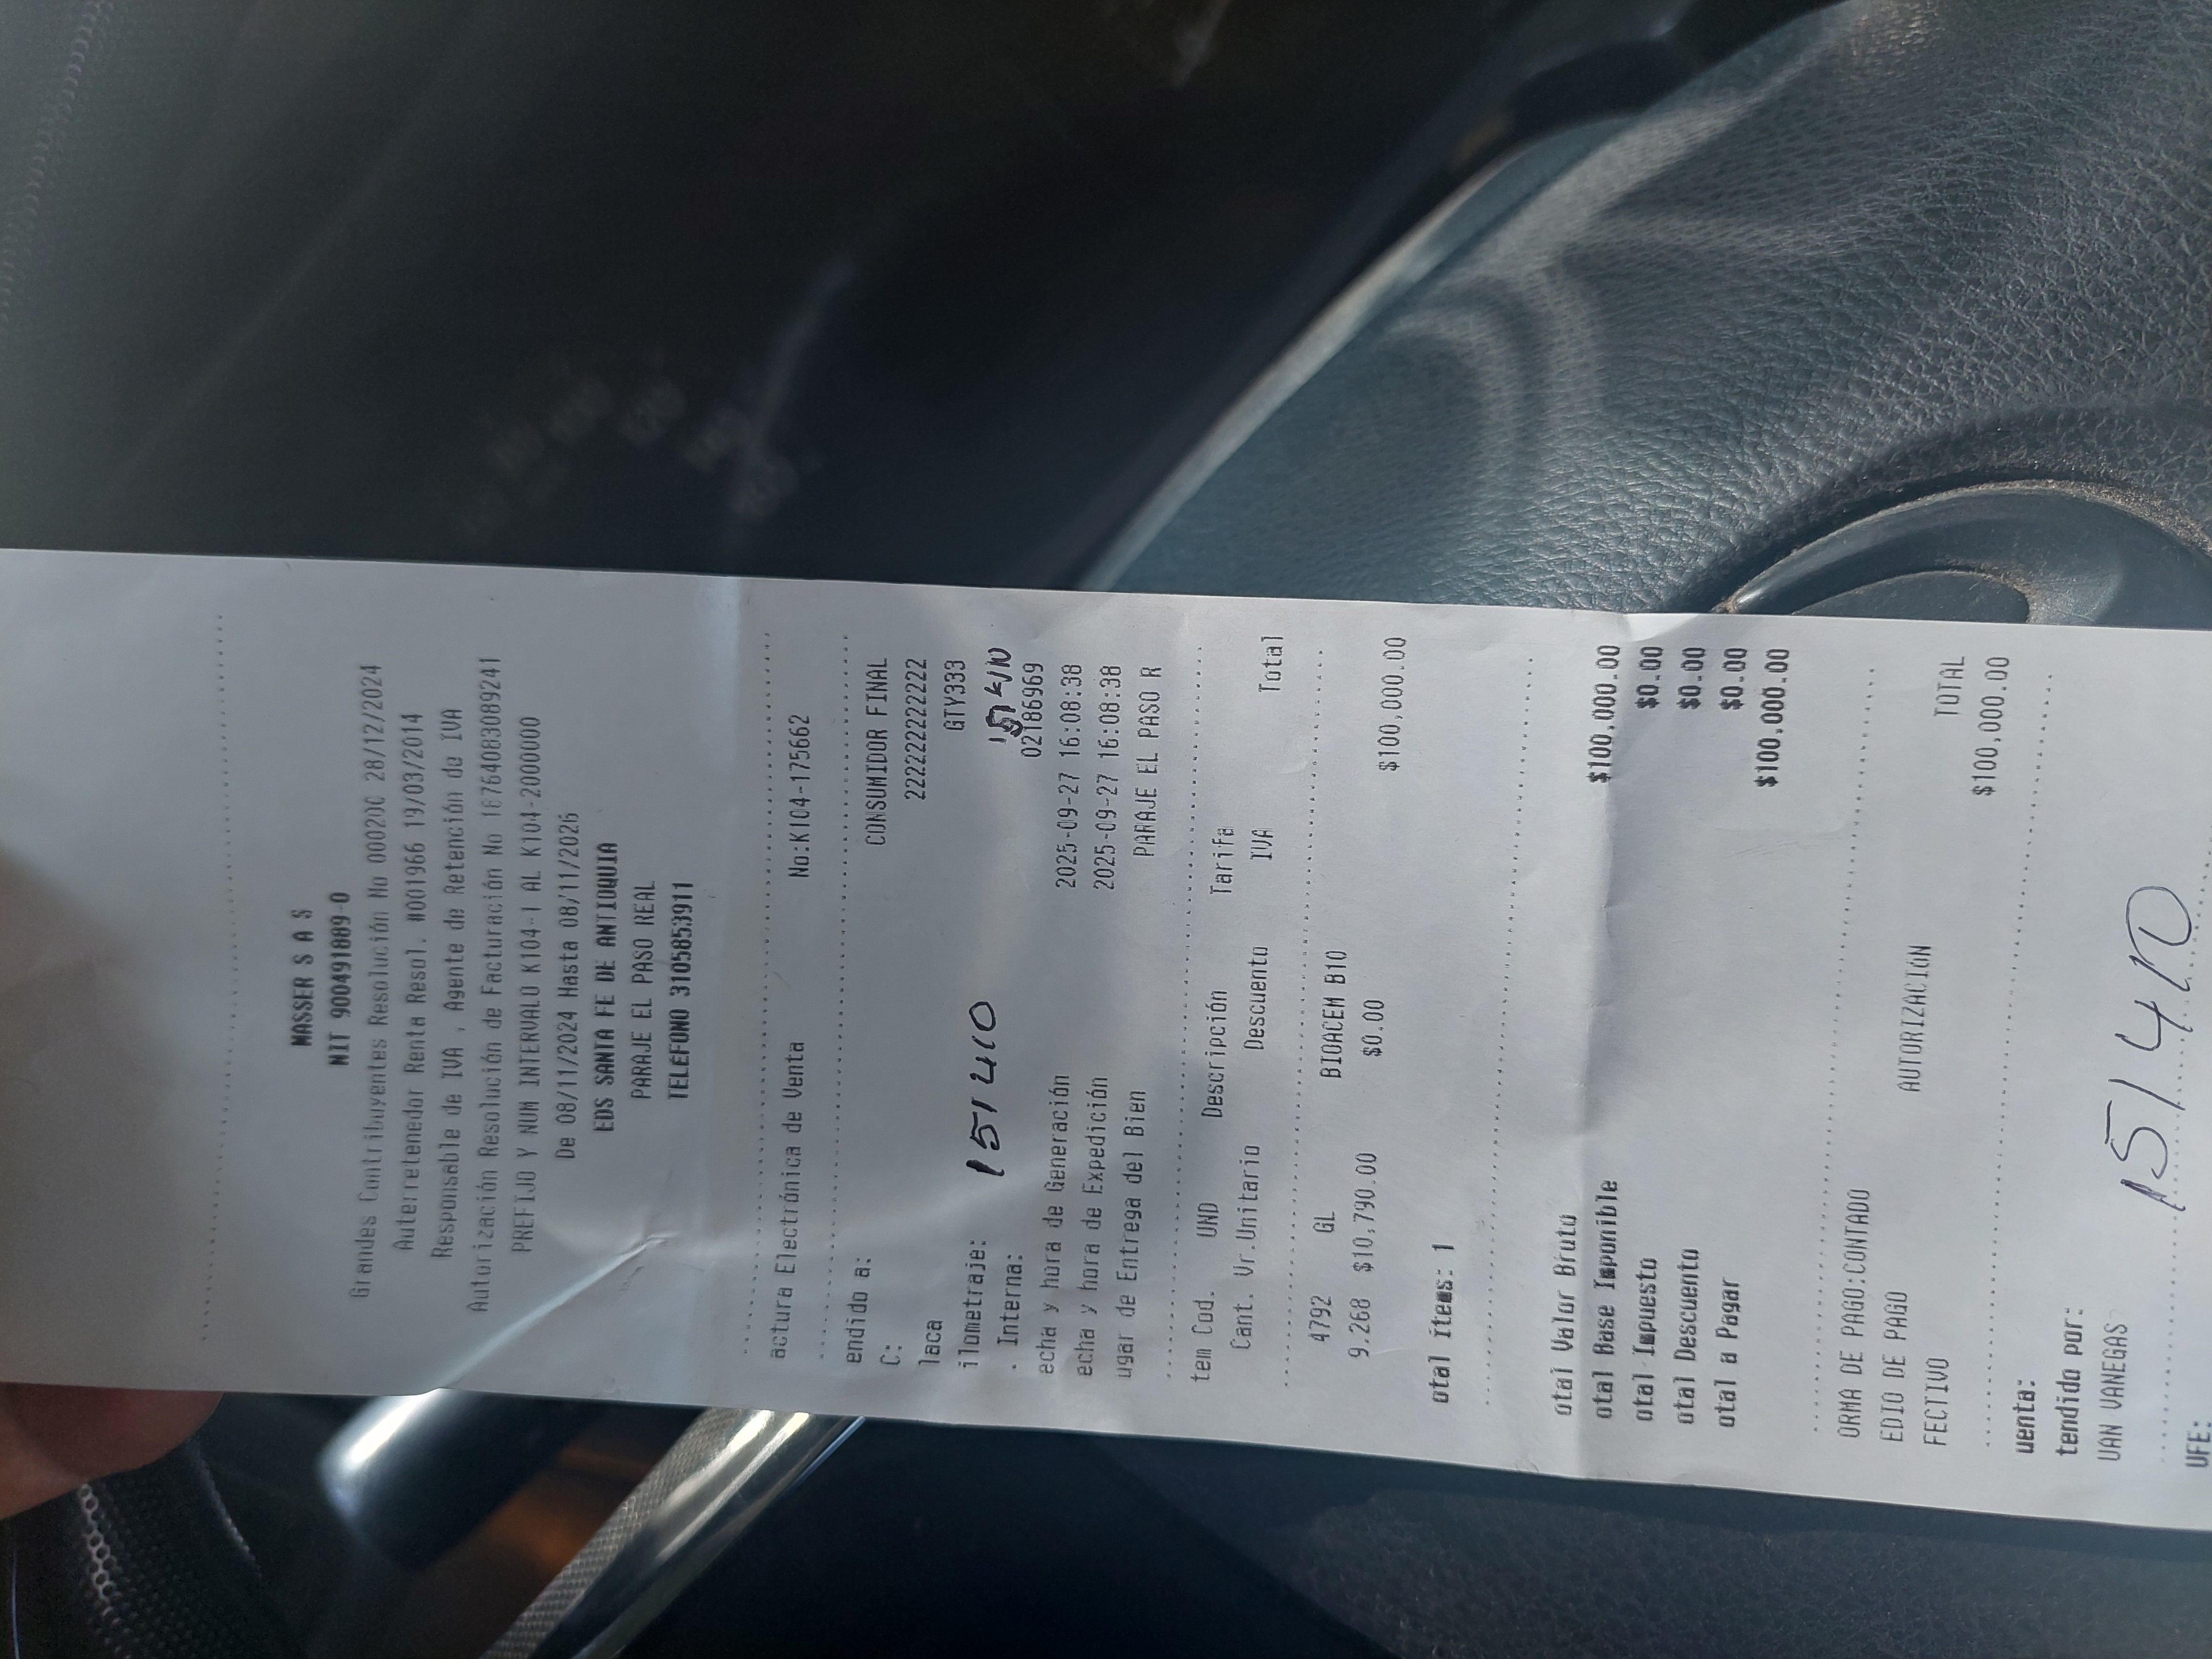 MASSER S A S
NIT 900491889-0
Grandes Contribuyentes Resolución No 000200 28/12/2024
Auterretenedor Renta Resol. #001966 19/03/2014
Responsable de IVA , Agente de Retención de IVA
Autorización Resolución de Facturación No 18764083089241
PREFIJO Y NUM INTERVALO K104-1 AL K104-2000000
De 08/11/2024 Hasta 08/11/2026
EDS SANTA FE DE ANTIOQUIA
PARAJE EL PASO REAL
TELÉFONO 3105853911
actura Electrónica de Venta No:K104-175662
endido a: CONSUMIDOR FINAL
C: 222222222222
laca GTY333
ilometraje: 151410 151410
. Interna: 02186969
echa y hora de Generación 2025-09-27 16:08:38
echa y hora de Expedición 2025-09-27 16:08:38
ugar de Entrega del Bien PARAJE EL PASO R
tem Cod. UND Descripción Tarifa
Cant. Vr.Unitario Descuento IVA Total
4792 GL BIOACEM B10
9.268 $10,790.00 $0.00 $100,000.00
otal ítems: 1
otal Valor Bruto $100,000.00
otal Base Imponible $0.00
otal Impuesto $0.00
otal Descuento $0.00
otal a Pagar $100,000.00
ORMA DE PAGO:CONTADO
EDIO DE PAGO AUTORIZACIÓN TOTAL
FECTIVO $100,000.00
uenta:
tendido por:
VAN VANEGAS 151410
UFE: